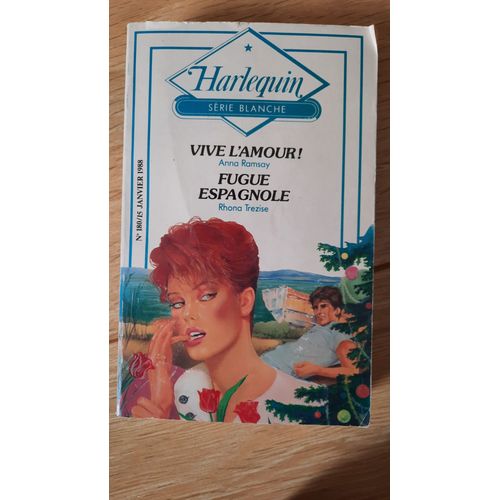 Harlequin
SÉRIE BLANCHE
VIVE L'AMOUR!
Anna Ramsay
FUGUE
ESPAGNOLE
Rhona Trezise
N° 180/15 JANVIER 1988